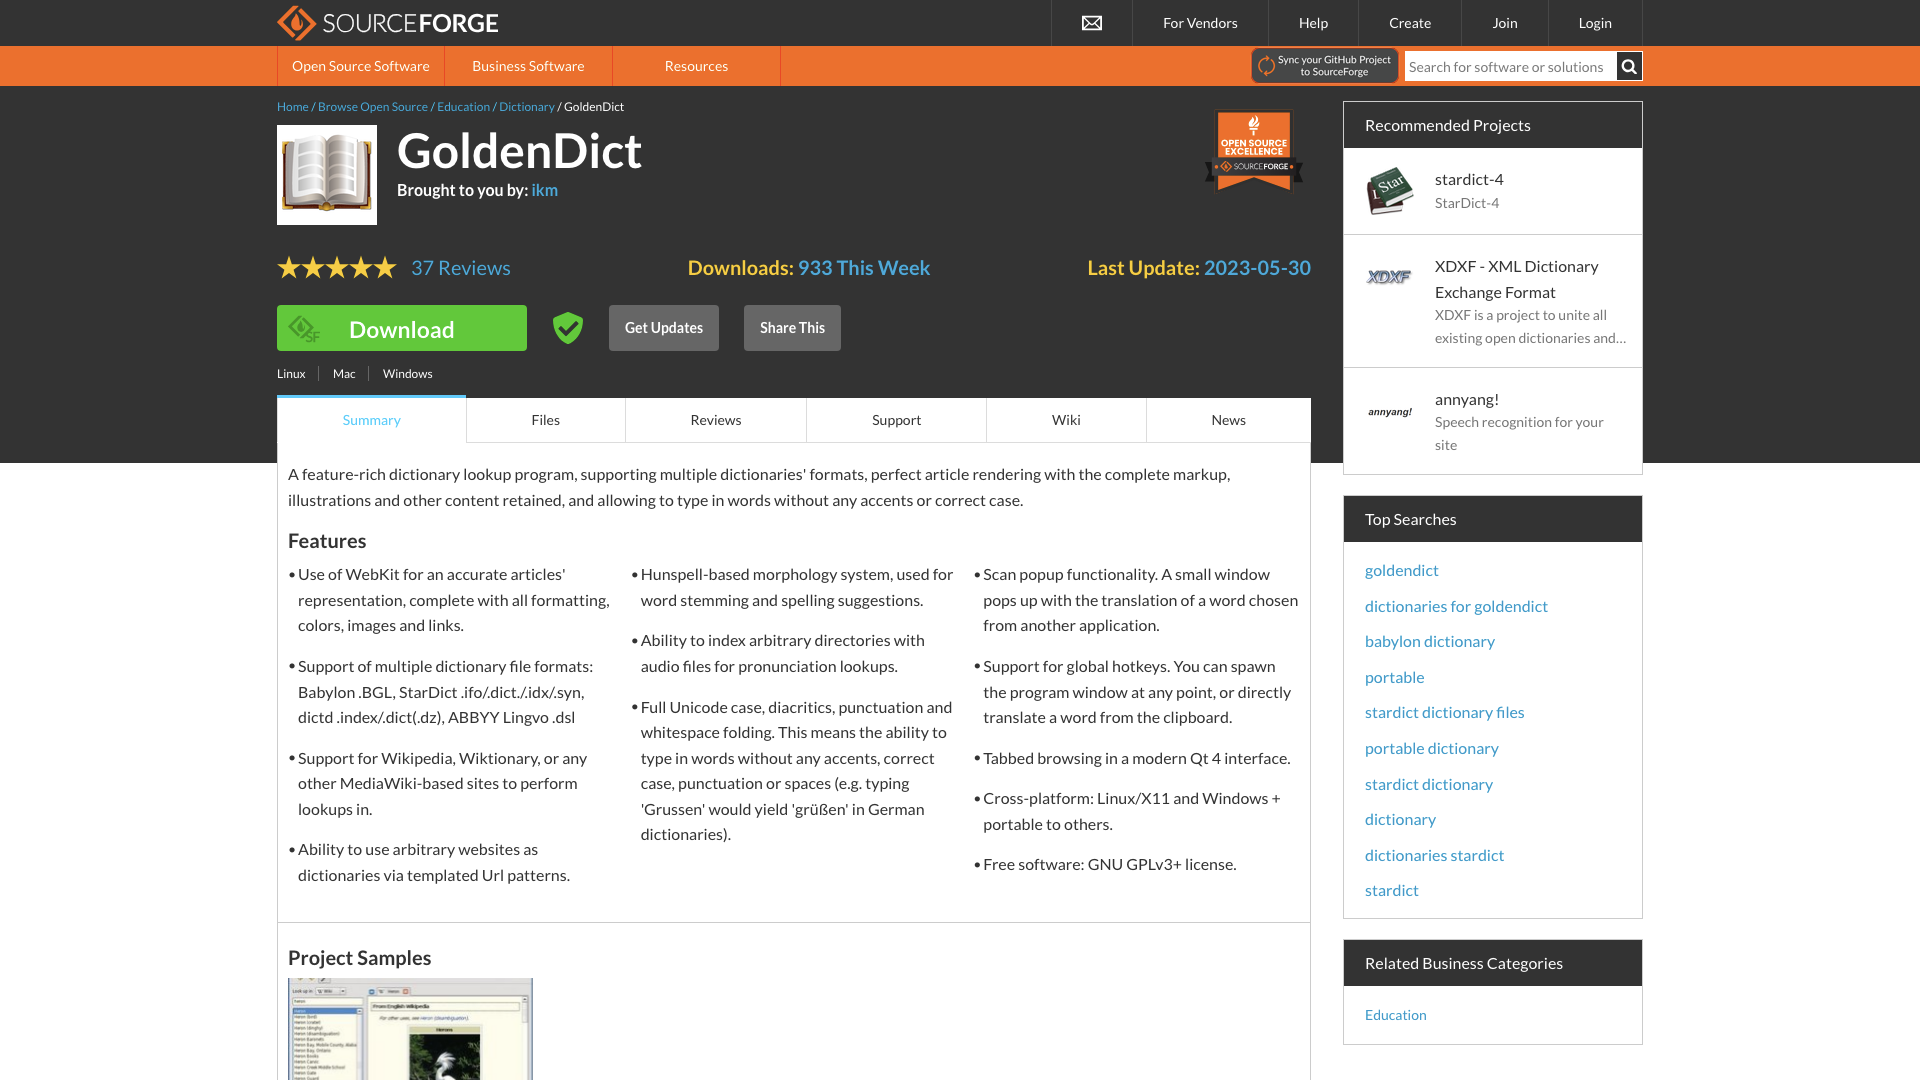 SOURCEFORGE
For Vendors
Help
Create
Join
Login
Open Source Software
Business Software
Resources
Sync your GitHub Project
to SourceForge
Search for software or solutions
Home / Browse Open Source / Education / Dictionary / GoldenDict
GoldenDict
Brought to you by: ikm
OPEN SOURCE
EXCELLENCE
SOURCEFORGE
37 Reviews
Downloads: 933 This Week
Last Update: 2023-05-30
SF
Download
Get Updates
Share This
Linux
Mac
Windows
Summary
Files
Reviews
Support
Wiki
News
A feature-rich dictionary lookup program, supporting multiple dictionaries' formats, perfect article rendering with the complete markup,
illustrations and other content retained, and allowing to type in words without any accents or correct case.
Features
• Use of WebKit for an accurate articles'
representation, complete with all formatting,
colors, images and links.
• Support of multiple dictionary file formats:
Babylon .BGL, StarDict .ifo/.dict./.idx/.syn,
dictd .index/.dict(.dz), ABBYY Lingvo .dsl
• Support for Wikipedia, Wiktionary, or any
other MediaWiki-based sites to perform
lookups in.
• Ability to use arbitrary websites as
dictionaries via templated Url patterns.
• Hunspell-based morphology system, used for
word stemming and spelling suggestions.
• Ability to index arbitrary directories with
audio files for pronunciation lookups.
• Full Unicode case, diacritics, punctuation and
whitespace folding. This means the ability to
type in words without any accents, correct
case, punctuation or spaces (e.g. typing
'Grussen' would yield 'grüßen' in German
dictionaries).
• Scan popup functionality. A small window
pops up with the translation of a word chosen
from another application.
• Support for global hotkeys. You can spawn
the program window at any point, or directly
translate a word from the clipboard.
• Tabbed browsing in a modern Qt 4 interface.
• Cross-platform: Linux/X11 and Windows +
portable to others.
• Free software: GNU GPLv3+ license.
Project Samples
From English Wikipedia
Recommended Projects
Star
stardict-4
StarDict-4
XDXF
XDXF - XML Dictionary
Exchange Format
XDXF is a project to unite all
existing open dictionaries and...
annyang!
annyang!
Speech recognition for your
site
Top Searches
goldendict
dictionaries for goldendict
babylon dictionary
portable
stardict dictionary files
portable dictionary
stardict dictionary
dictionary
dictionaries stardict
stardict
Related Business Categories
Education